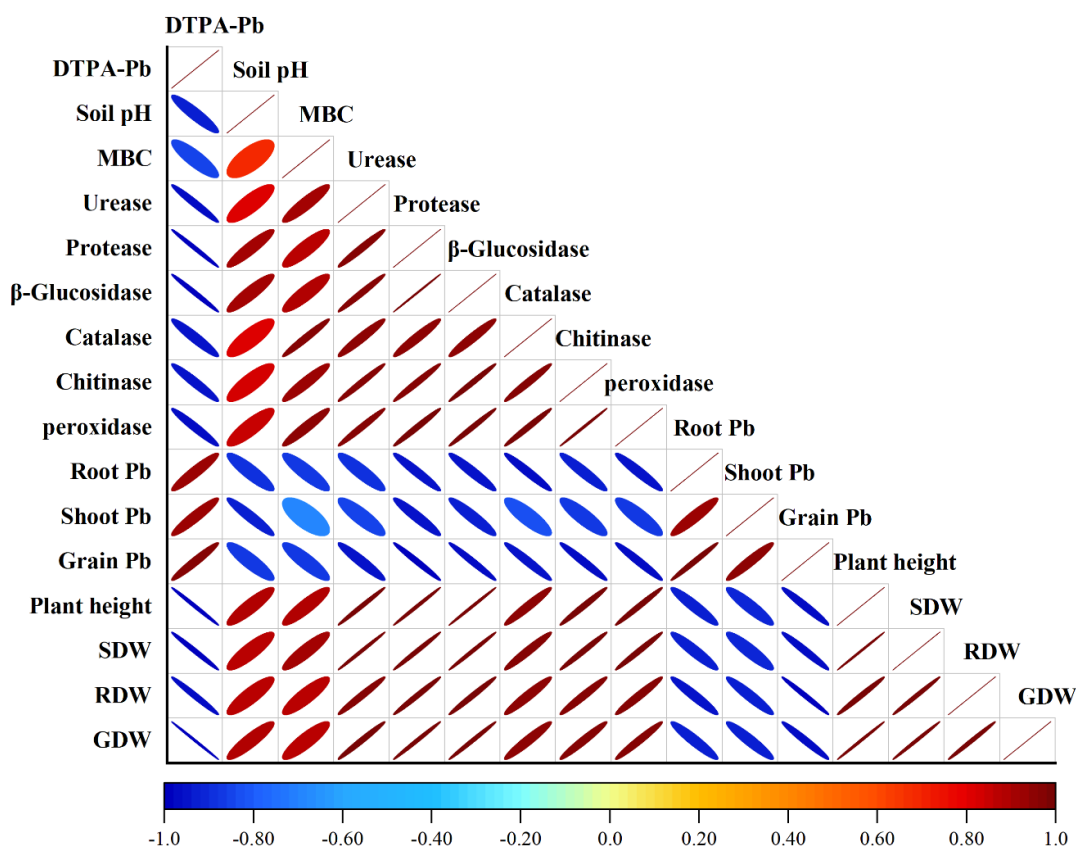 DTPA-Pb
DTPA-Pb Soil pH
Soil pH MBC
MBC Urease
Urease Protease
Protease β-Glucosidase
β-Glucosidase Catalase
Catalase Chitinase
Chitinase peroxidase
peroxidase Root Pb
Root Pb Shoot Pb
Shoot Pb Grain Pb
Grain Pb Plant height
Plant height SDW
SDW RDW
RDW GDW
GDW
-1.0 -0.80 -0.60 -0.40 -0.20 0.0 0.20 0.40 0.60 0.80 1.0